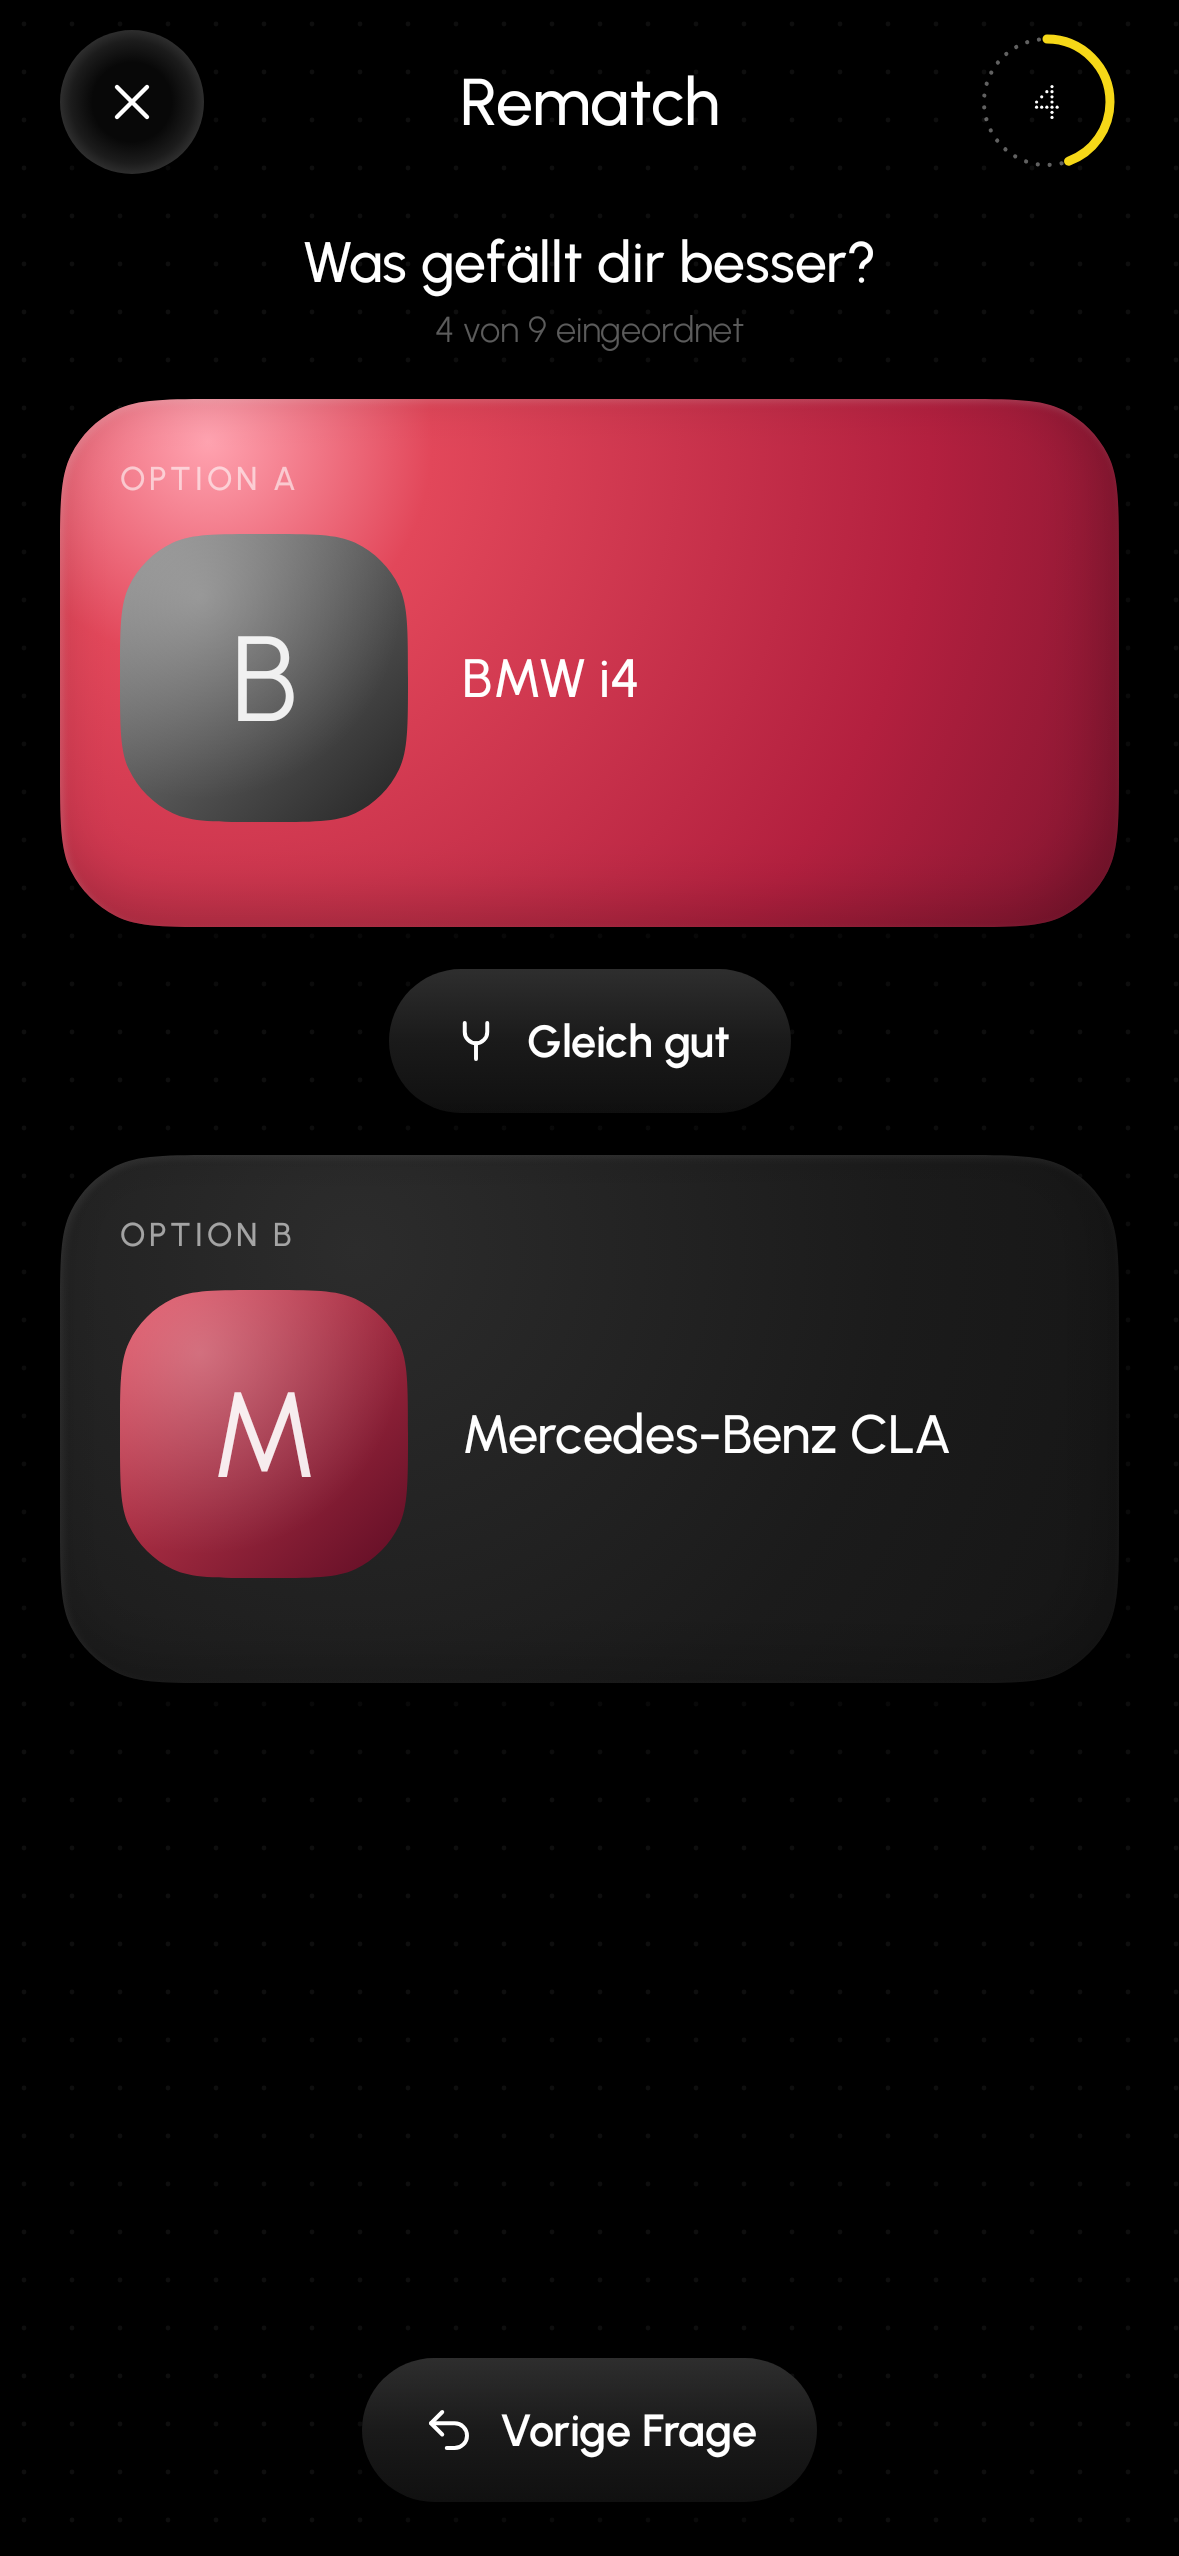 Rematch
4
Was gefällt dir besser?
4 von 9 eingeordnet
OPTION A
B
BMW i4
Gleich gut
OPTION B
M
Mercedes-Benz CLA
Vorige Frage